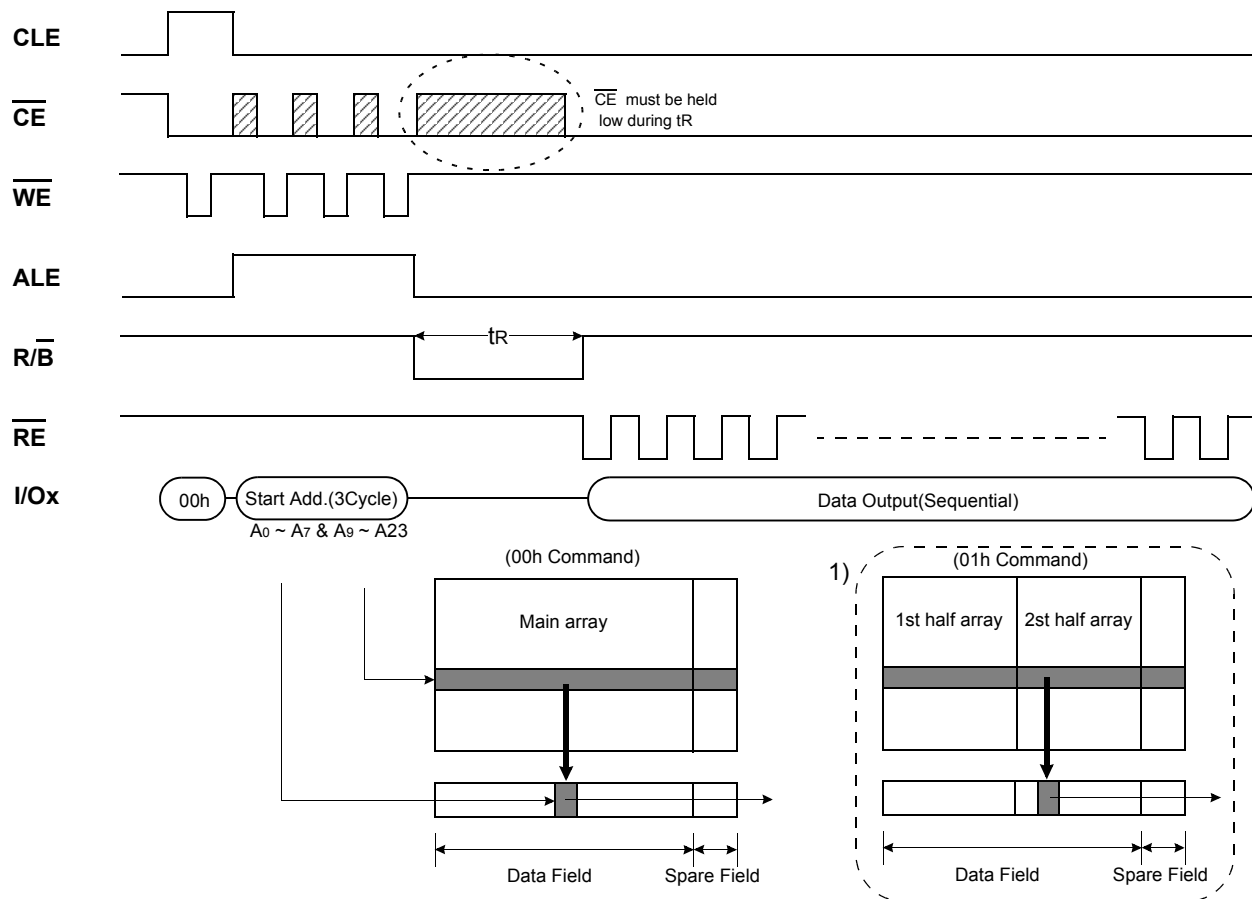 CLE
CE
CE must be held
low during tR
WE
ALE
R/B
tR
RE
I/Ox
00h
Start Add.(3Cycle)
Data Output(Sequential)
A0 ~ A7 & A9 ~ A23
(00h Command)
Main array
Data Field
Spare Field
1)
(01h Command)
1st half array
2st half array
Data Field
Spare Field